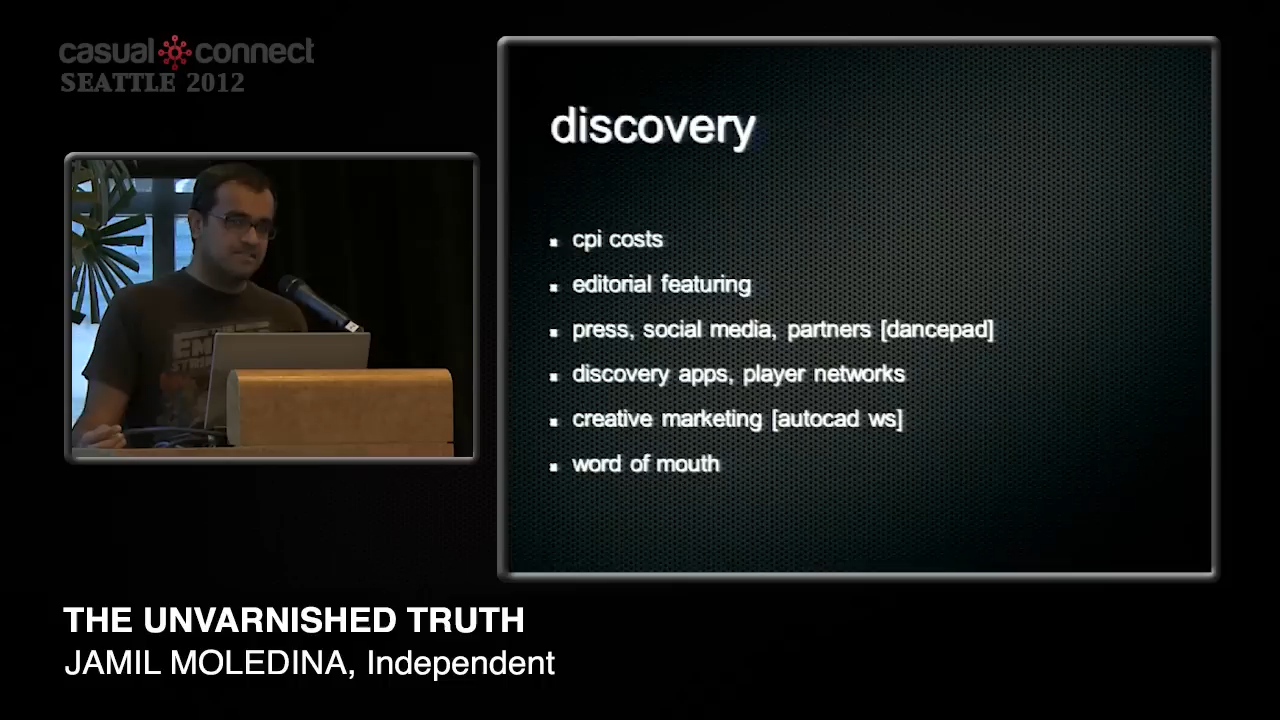 casual connect
SEATTLE 2012
discovery
cpi costs
editorial featuring
press, social media, partners [dancepad]
discovery apps, player networks
creative marketing [autocad ws]
word of mouth
THE UNVARNISHED TRUTH
JAMIL MOLEDINA, Independent